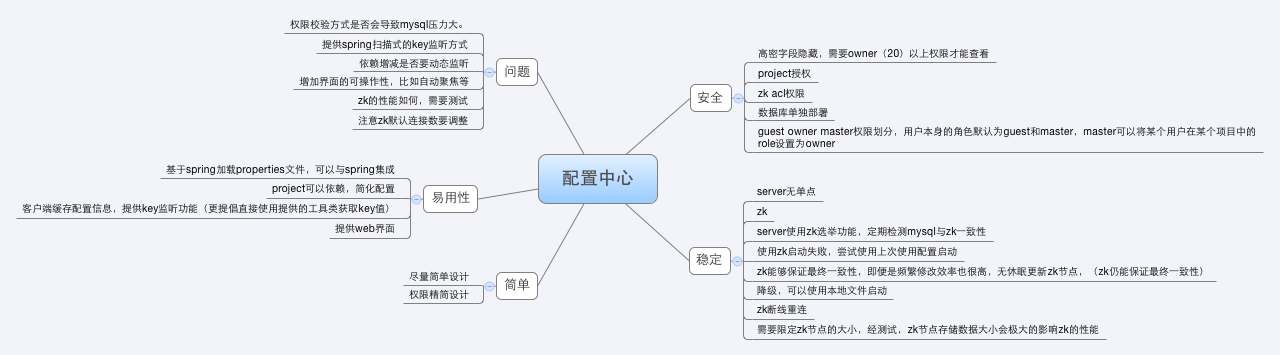 配置中心
问题
权限校验方式是否会导致mysql压力大。
提供spring扫描式的key监听方式
依赖增减是否要动态监听
增加界面的可操作性，比如自动聚焦等
zk的性能如何，需要测试
注意zk默认连接数要调整
易用性
基于spring加载properties文件，可以与spring集成
project可以依赖，简化配置
客户端缓存配置信息，提供key监听功能（更提倡直接使用提供的工具类获取key值）
提供web界面
简单
尽量简单设计
权限精简设计
安全
高密字段隐藏，需要owner（20）以上权限才能查看
project授权
zk acl权限
数据库单独部署
guest owner master权限划分，用户本身的角色默认为guest和master，master可以将某个用户在某个项目中的
role设置为owner
稳定
server无单点
zk
server使用zk选举功能，定期检测mysql与zk一致性
使用zk启动失败，尝试使用上次使用配置启动
zk能够保证最终一致性，即便是频繁修改效率也很高，无休眠更新zk节点，（zk仍能保证最终一致性）
降级，可以使用本地文件启动
zk断线重连
需要限定zk节点的大小，经测试，zk节点存储数据大小会极大的影响zk的性能